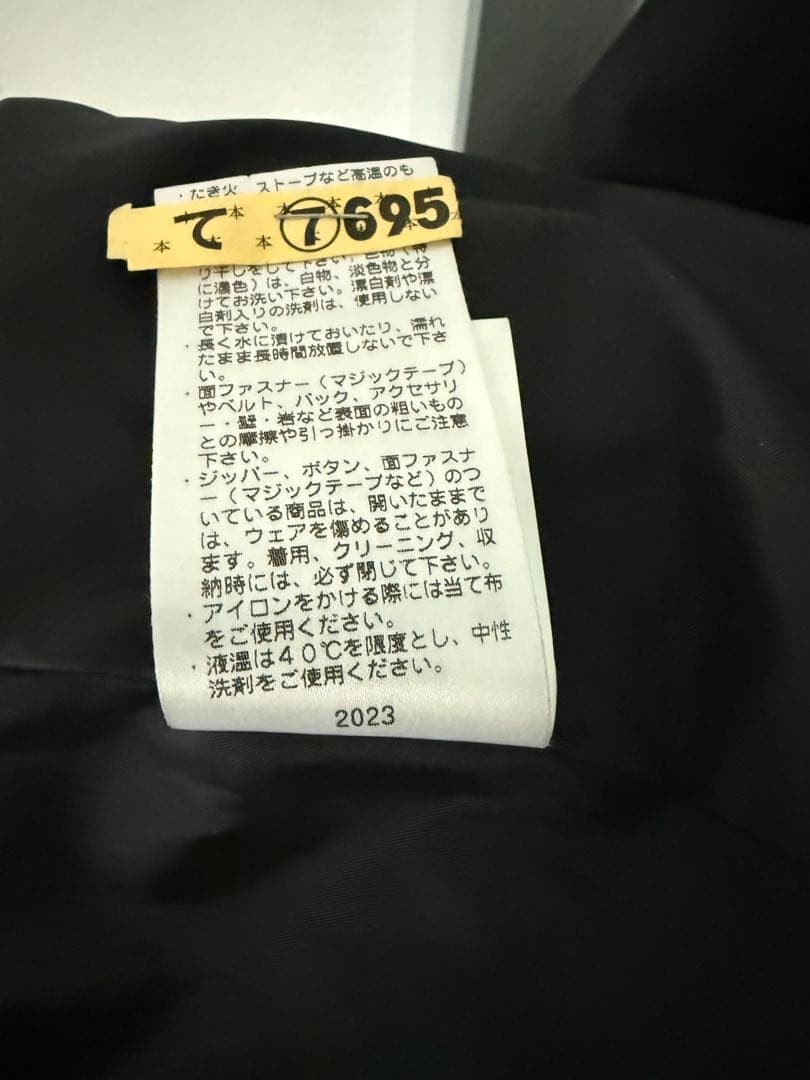 ・たき火 ストーブなど高温のも
て ⑦695
り干しをして下さい。色物(特
に濃色)は、白物、淡色物と分
けてお洗い下さい。漂白剤や漂
白剤入りの洗剤は、使用しない
で下さい。
・長く水に漬けておいたり、濡れ
たまま長時間放置しないで下さ
い。
・面ファスナー(マジックテープ)
やベルト、バック、アクセサリ
ー・壁・岩など表面の粗いもの
との摩擦や引っ掛かりにご注意
下さい。
・ジッパー、ボタン、面ファスナ
ー(マジックテープなど)のつ
いている商品は、開いたままで
は、ウェアを傷めることがあり
ます。着用、クリーニング、収
納時には、必ず閉じて下さい。
・アイロンをかける際には当て布
をご使用ください。
・液温は40℃を限度とし、中性
洗剤をご使用ください。
2023